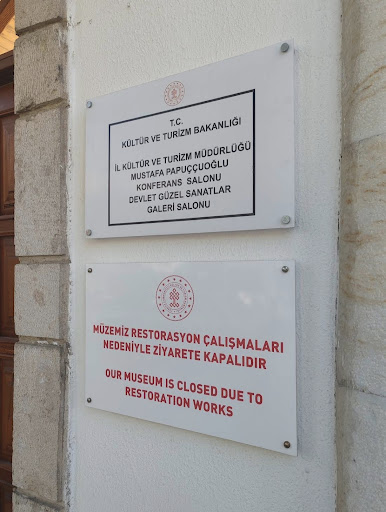 T.C.
KÜLTÜR VE TURİZM BAKANLIĞI
İL KÜLTÜR VE TURİZM MÜDÜRLÜĞÜ
MUSTAFA PAPUÇÇUOĞLU
KONFERANS SALONU
DEVLET GÜZEL SANATLAR
GALERİ SALONU
MÜZEMİZ RESTORASYON ÇALIŞMALARI
NEDENİYLE ZİYARETE KAPALIDIR
OUR MUSEUM IS CLOSED DUE TO
RESTORATION WORKS